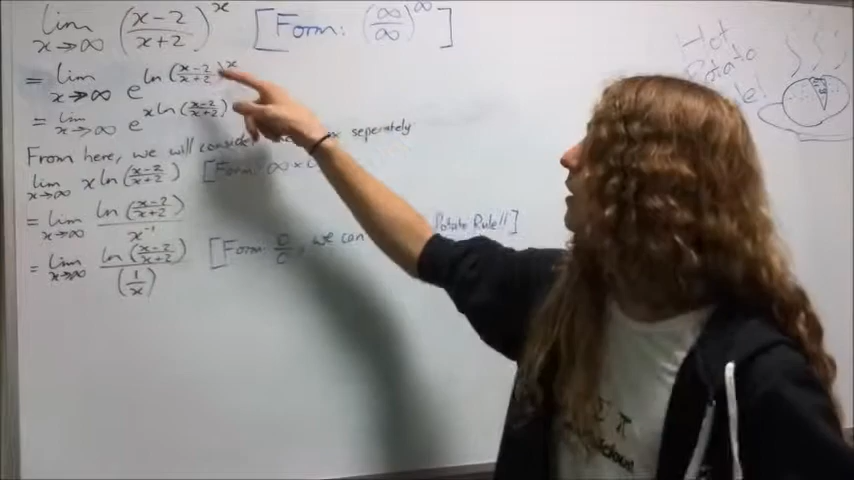 lim x→∞ (x-2/x+2)^x [Form: (∞/∞)^∞]
= lim x→∞ e^ln(x-2/x+2)^x
= lim x→∞ e^x ln(x-2/x+2)
From here, we will consider seperately
lim x→∞ x ln(x-2/x+2) [Form: ∞ ×
= lim x→∞ ln(x-2/x+2)/x^-1
= lim x→∞ ln(x-2/x+2)/(1/x) [Form 0/0, we can Potato Rule!!]
Hot
Potato
Σ π